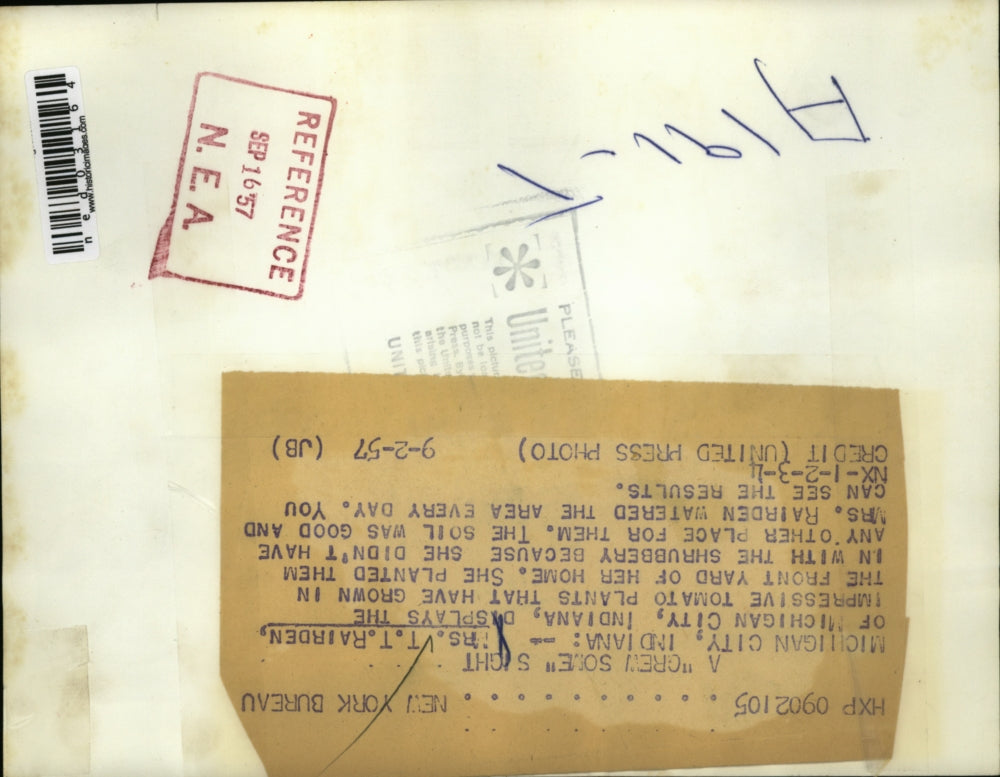 HXP 0902105 . . . . . . . . . . . NEW YORK BUREAU
A "GREW SOME" SIGHT
MICHIGAN CITY, INDIANA: -- MRS. T.T.RAIRDEN,
OF MICHIGAN CITY, INDIANA, DISPLAYS THE
IMPRESSIVE TOMATO PLANTS THAT HAVE GROWN IN
THE FRONT YARD OF HER HOME. SHE PLANTED THEM
IN WITH THE SHRUBBERY BECAUSE SHE DIDN'T HAVE
ANY OTHER PLACE FOR THEM. THE SOIL WAS GOOD AND
MRS. RAIRDEN WATERED THE AREA EVERY DAY. YOU
CAN SEE THE RESULTS.
NX-1-2-3-4
CREDIT (UNITED PRESS PHOTO) 9-2-57 (JB)
REFERENCE
SEP 16 '57
N. E. A.
PLEASE
United
This pictur
not be
purposes
Press.
the Unite
arising
this pic
UNIT
www.historicimages.com